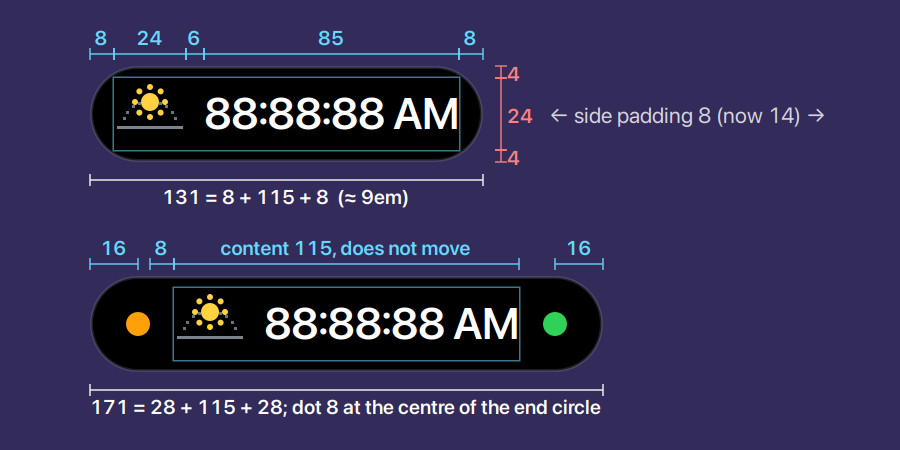 8 24 6 85 8
4
88:88:88 AM
24 ← side padding 8 (now 14) →
4
131 = 8 + 115 + 8 (≈ 9em)
16 8 content 115, does not move 16
88:88:88 AM
171 = 28 + 115 + 28; dot 8 at the centre of the end circle